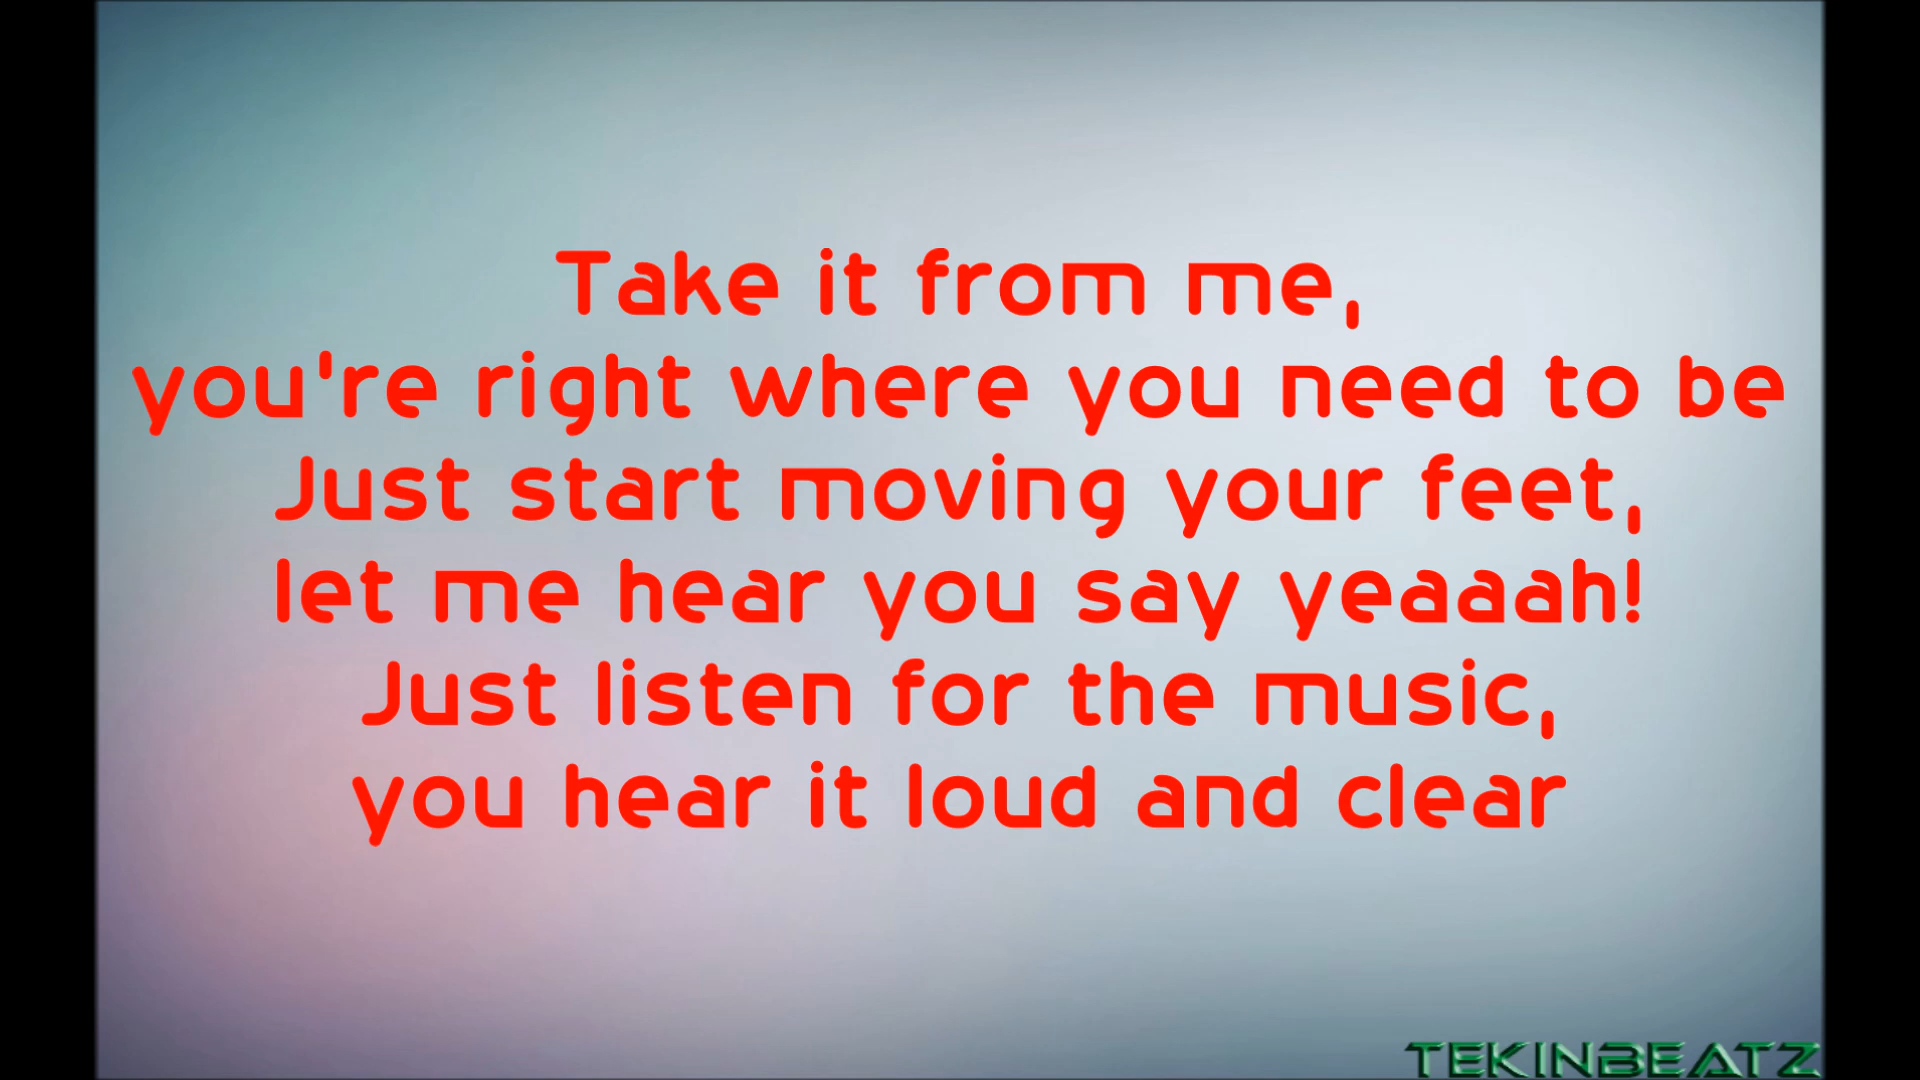 Take it from me,
you're right where you need to be
Just start moving your feet,
let me hear you say yeaaah!
Just listen for the music,
you hear it loud and clear
TEKINBEATZ